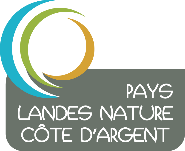 PAYS
LANDES NATURE
CÔTE D'ARGENT